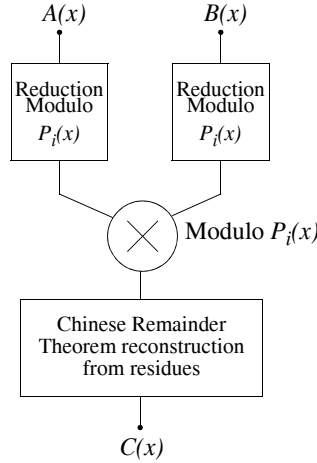 A(x)
B(x)
Reduction
Modulo
P_i(x)
Reduction
Modulo
P_i(x)
Modulo P_i(x)
Chinese Remainder
Theorem reconstruction
from residues
C(x)